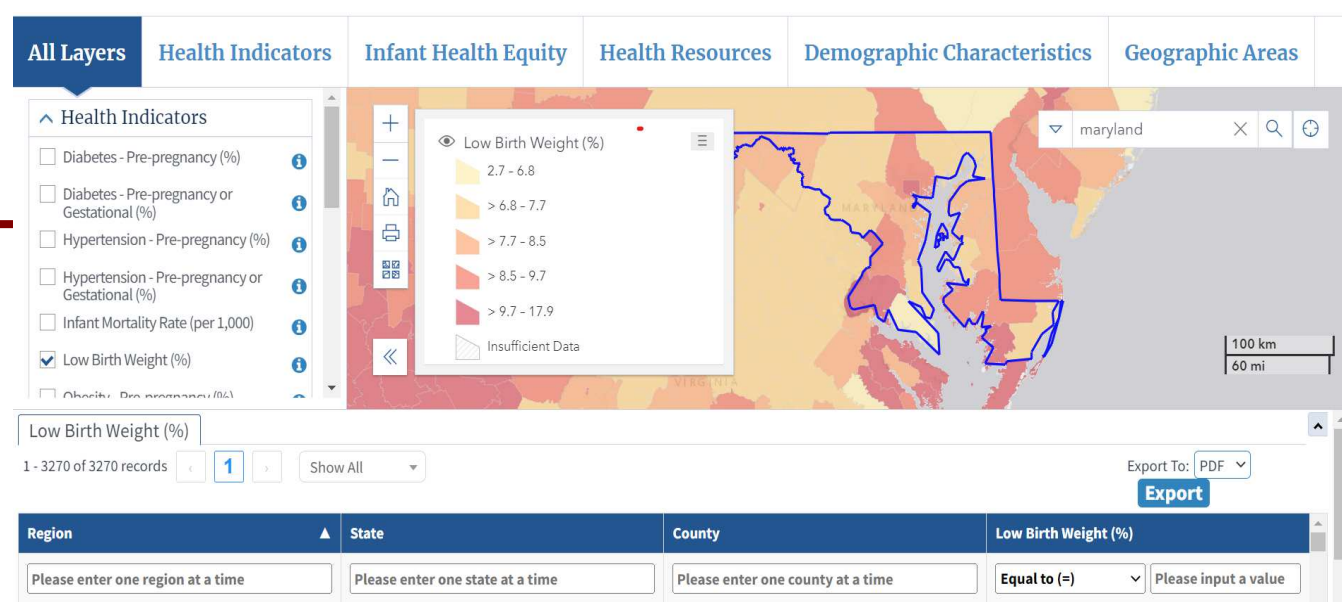 All Layers Health Indicators Infant Health Equity Health Resources Demographic Characteristics Geographic Areas
Health Indicators
Diabetes - Pre-pregnancy (%)
Diabetes - Pre-pregnancy or
Gestational (%)
Hypertension - Pre-pregnancy (%)
Hypertension - Pre-pregnancy or
Gestational (%)
Infant Mortality Rate (per 1,000)
Low Birth Weight (%)
Obesity - Pre-pregnancy (%)
Low Birth Weight (%)
2.7 - 6.8
> 6.8 - 7.7
> 7.7 - 8.5
> 8.5 - 9.7
> 9.7 - 17.9
Insufficient Data
maryland
MARYLAND
VIRGINIA
100 km
60 mi
Low Birth Weight (%)
1 - 3270 of 3270 records ‹ 1 › Show All
Export To: PDF
Export
Region ▲ State County Low Birth Weight (%)
Please enter one region at a time Please enter one state at a time Please enter one county at a time Equal to (=) Please input a value